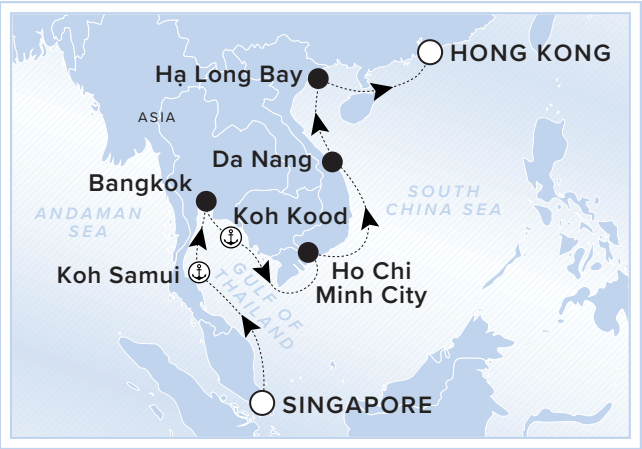 HONG KONG
Hạ Long Bay
ASIA
Da Nang
Bangkok
SOUTH
CHINA SEA
ANDAMAN
SEA
Koh Kood
Koh Samui
GULF OF
THAILAND
Ho Chi
Minh City
SINGAPORE